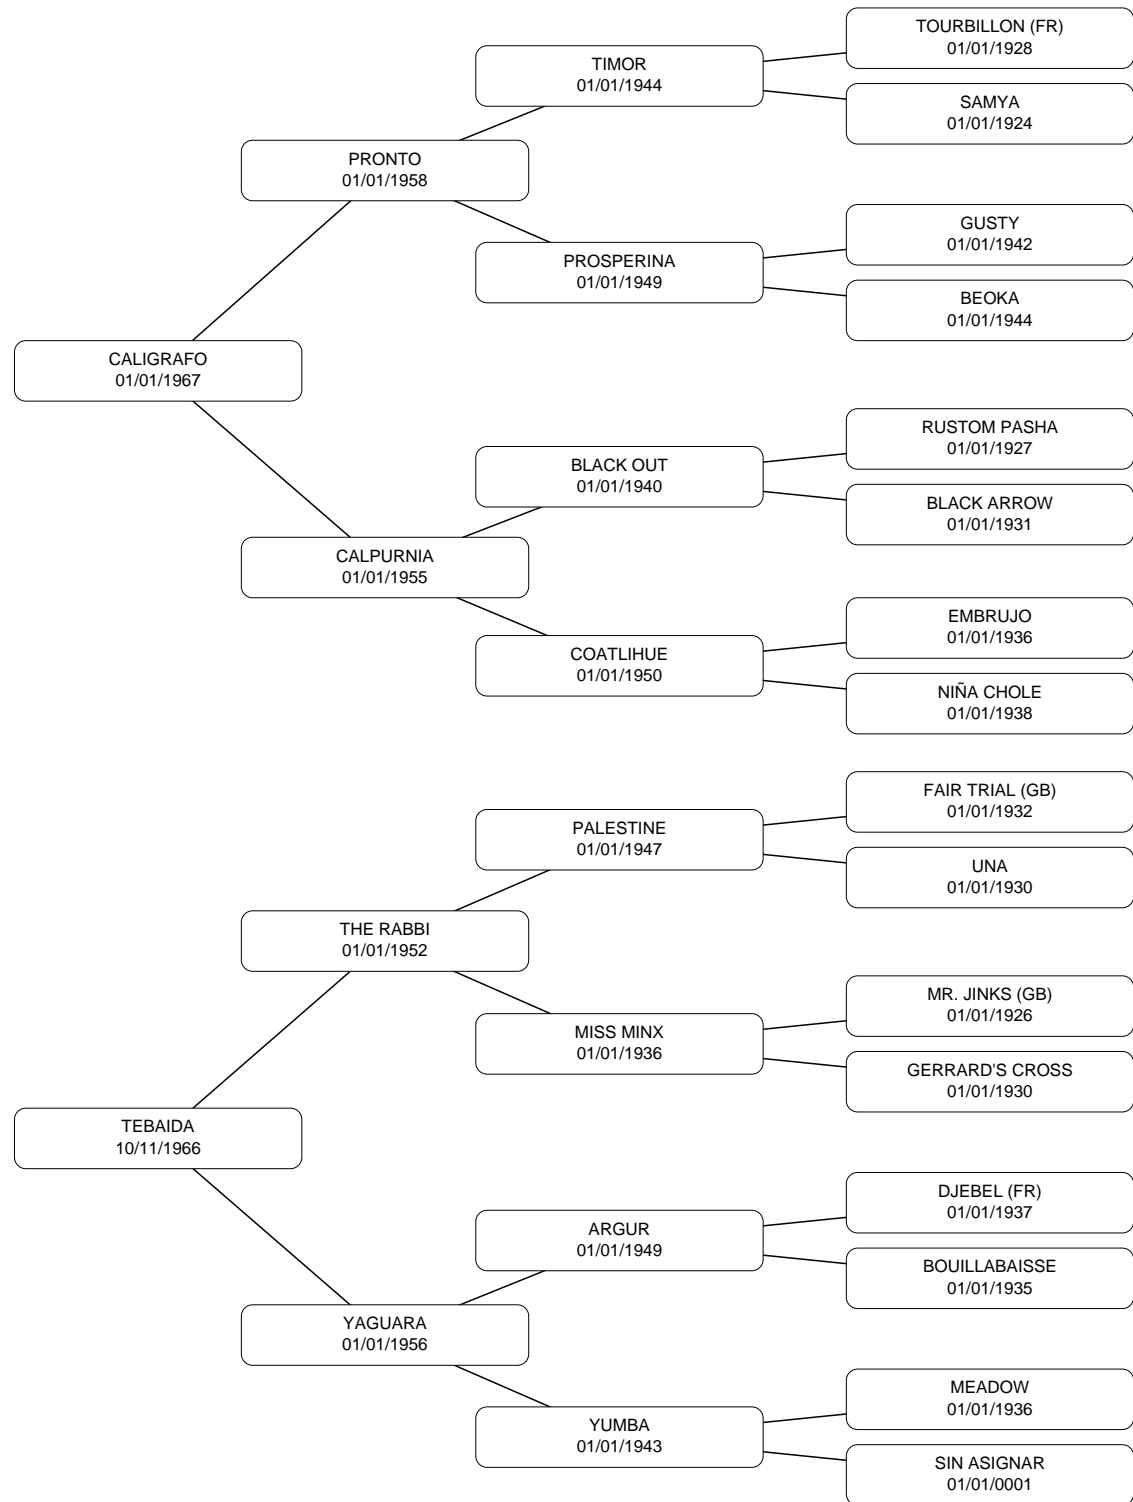 TOURBILLON (FR)
01/01/1928
TIMOR
01/01/1944
SAMYA
01/01/1924
PRONTO
01/01/1958
GUSTY
01/01/1942
PROSPERINA
01/01/1949
BEOKA
01/01/1944
CALIGRAFO
01/01/1967
RUSTOM PASHA
01/01/1927
BLACK OUT
01/01/1940
BLACK ARROW
01/01/1931
CALPURNIA
01/01/1955
EMBRUJO
01/01/1936
COATLIHUE
01/01/1950
NIÑA CHOLE
01/01/1938
FAIR TRIAL (GB)
01/01/1932
PALESTINE
01/01/1947
UNA
01/01/1930
THE RABBI
01/01/1952
MR. JINKS (GB)
01/01/1926
MISS MINX
01/01/1936
GERRARD'S CROSS
01/01/1930
TEBAIDA
10/11/1966
DJEBEL (FR)
01/01/1937
ARGUR
01/01/1949
BOUILLABAISSE
01/01/1935
YAGUARA
01/01/1956
MEADOW
01/01/1936
YUMBA
01/01/1943
SIN ASIGNAR
01/01/0001